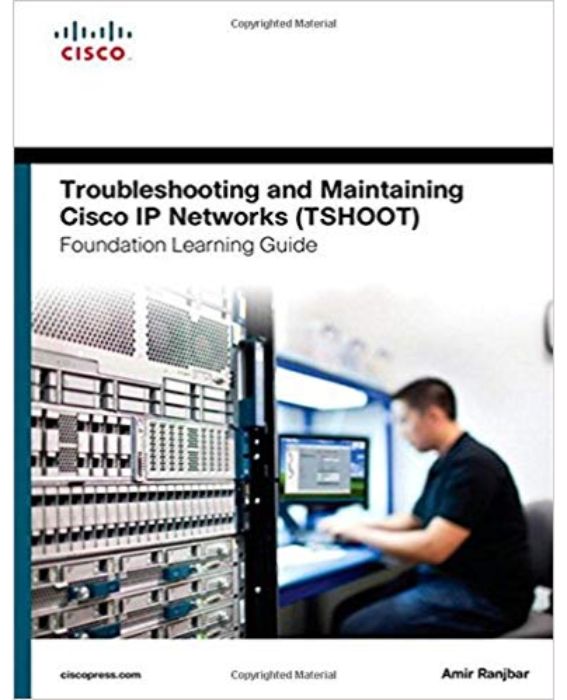 Copyrighted Material
CISCO
Troubleshooting and Maintaining
Cisco IP Networks (TSHOOT)
Foundation Learning Guide
ciscopress.com
Copyrighted Material
Amir Ranjbar